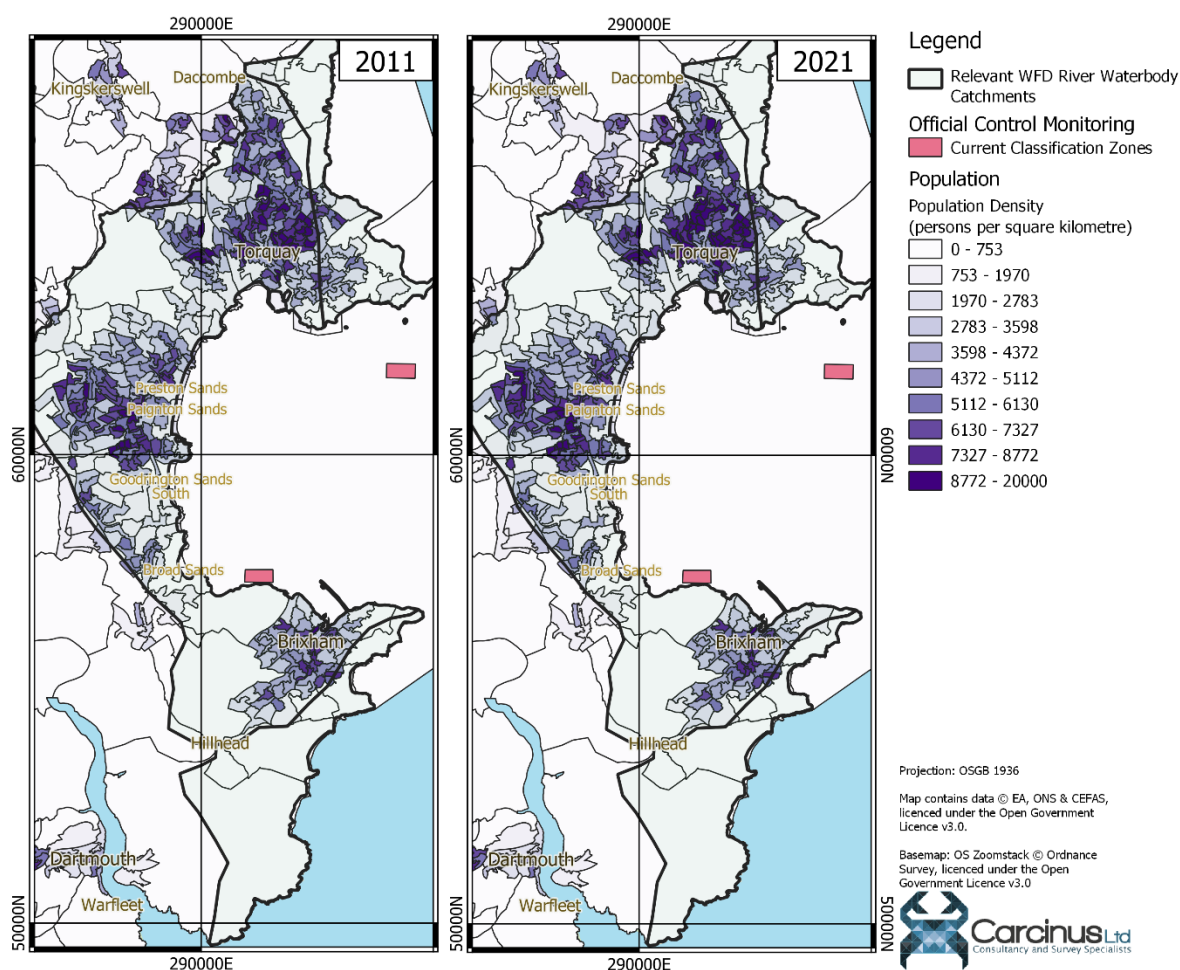 290000E
290000E
2011
2021
Daccombe
Kingskerswell
Torquay
Preston Sands
Paignton Sands
60000N
Goodrington Sands
South
Broad Sands
Brixham
Hillhead
Dartmouth
Warfleet
50000N
290000E
Daccombe
Kingskerswell
Torquay
Preston Sands
Paignton Sands
60000N
Goodrington Sands
South
Broad Sands
Brixham
Hillhead
Dartmouth
Warfleet
50000N
290000E
Legend
Relevant WFD River Waterbody
Catchments
Official Control Monitoring
Current Classification Zones
Population
Population Density
(persons per square kilometre)
0 - 753
753 - 1970
1970 - 2783
2783 - 3598
3598 - 4372
4372 - 5112
5112 - 6130
6130 - 7327
7327 - 8772
8772 - 20000
Projection: OSGB 1936
Map contains data © EA, ONS & CEFAS,
licenced under the Open Government
Licence v3.0.
Basemap: OS Zoomstack © Ordnance
Survey, licenced under the Open
Government Licence v3.0
Carcinus Ltd
Consultancy and Survey Specialists